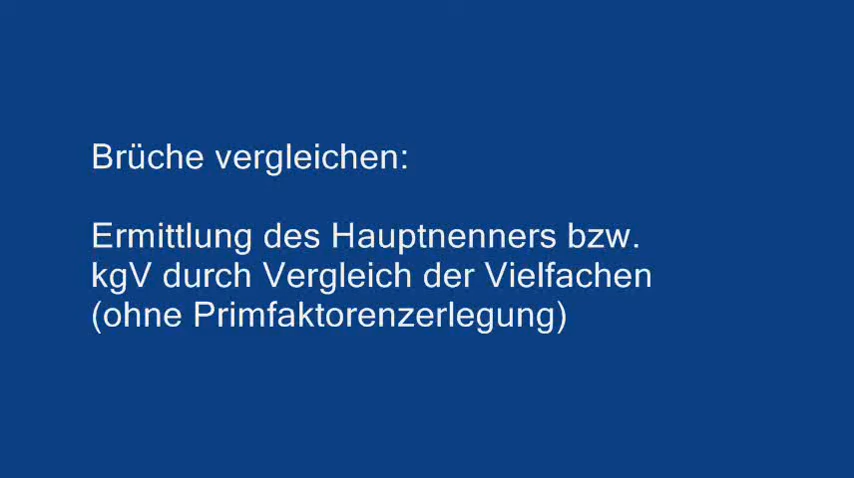 Brüche vergleichen:
Ermittlung des Hauptnenners bzw.
kgV durch Vergleich der Vielfachen
(ohne Primfaktorenzerlegung)